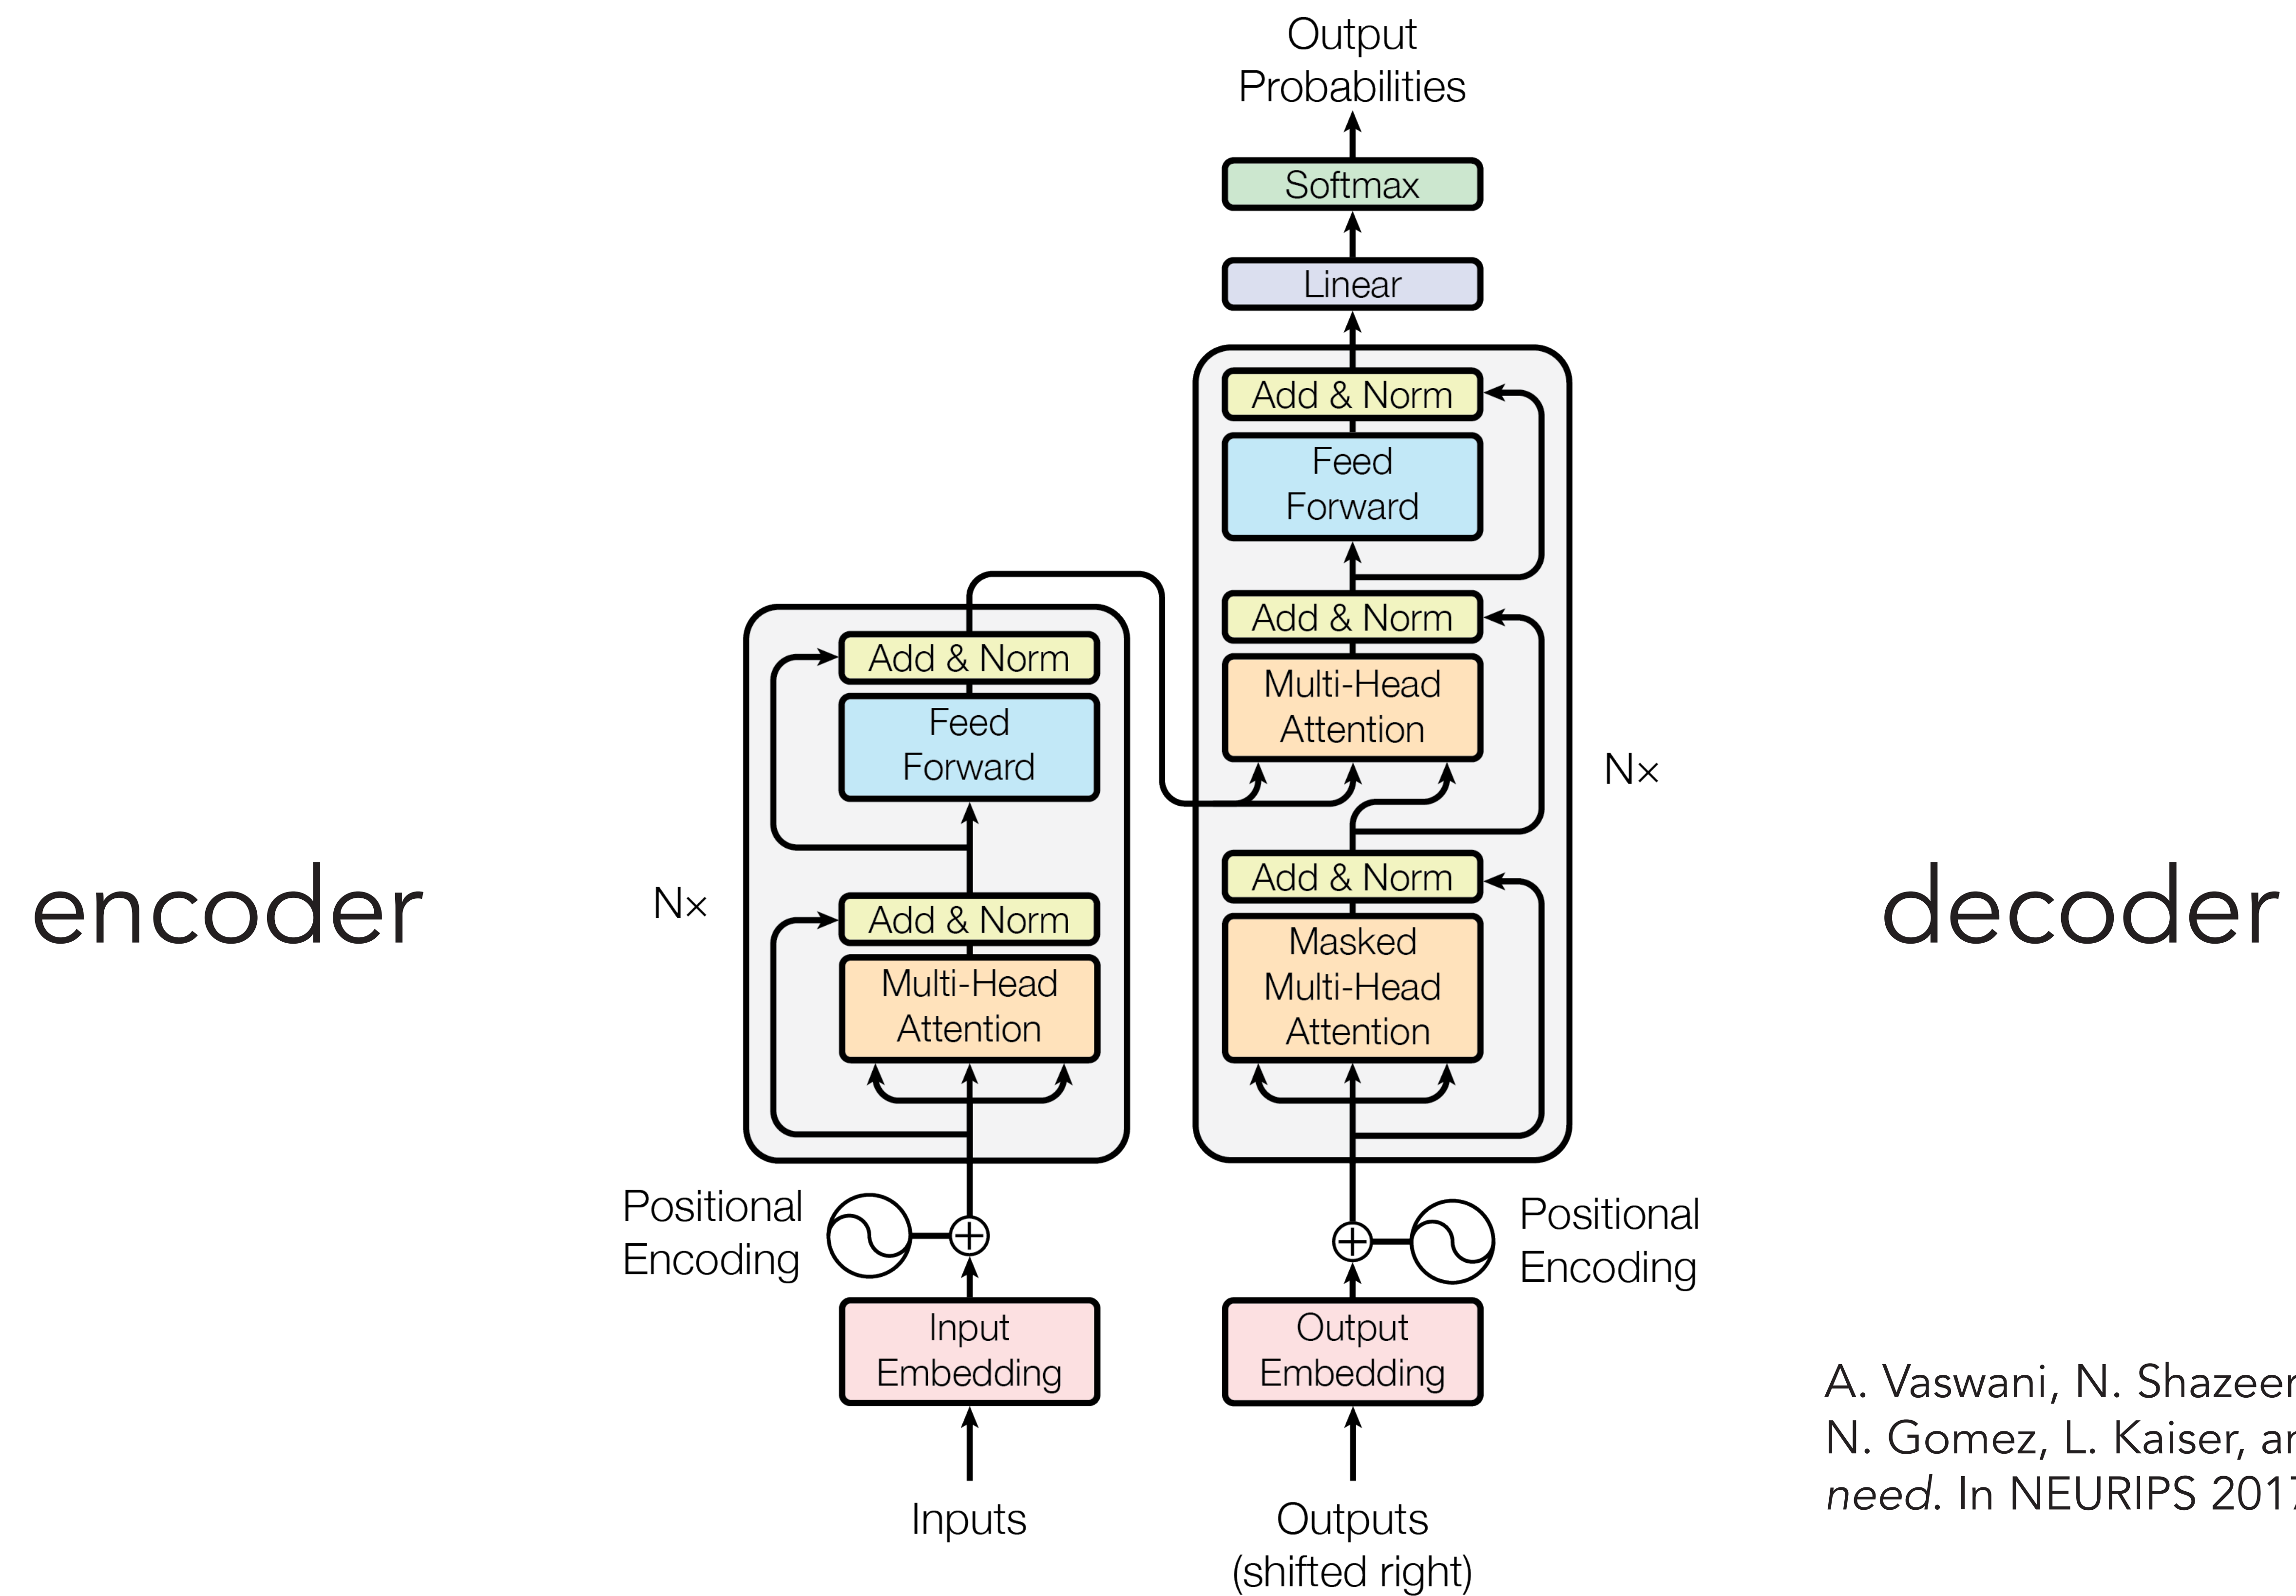 Output
Probabilities
Softmax
Linear
Add & Norm
Feed
Forward
Add & Norm
Multi-Head
Attention
Add & Norm
Masked
Multi-Head
Attention
Nx
decoder
Add & Norm
Feed
Forward
Add & Norm
Multi-Head
Attention
Nx
encoder
Positional
Encoding
Positional
Encoding
Input
Embedding
Output
Embedding
Inputs
Outputs
(shifted right)
A. Vaswani, N. Shazeer
N. Gomez, L. Kaiser,
need. In NEURIPS 2017